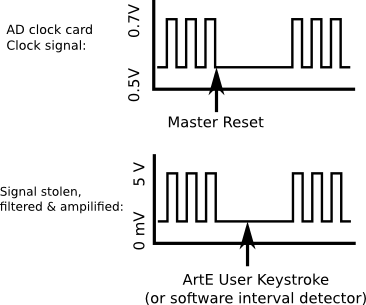 0.7V
AD clock card
Clock signal:
0.5V
Master Reset
5 V
Signal stolen,
filtered & ampilified:
0 mV
ArtE User Keystroke
(or software interval detector)